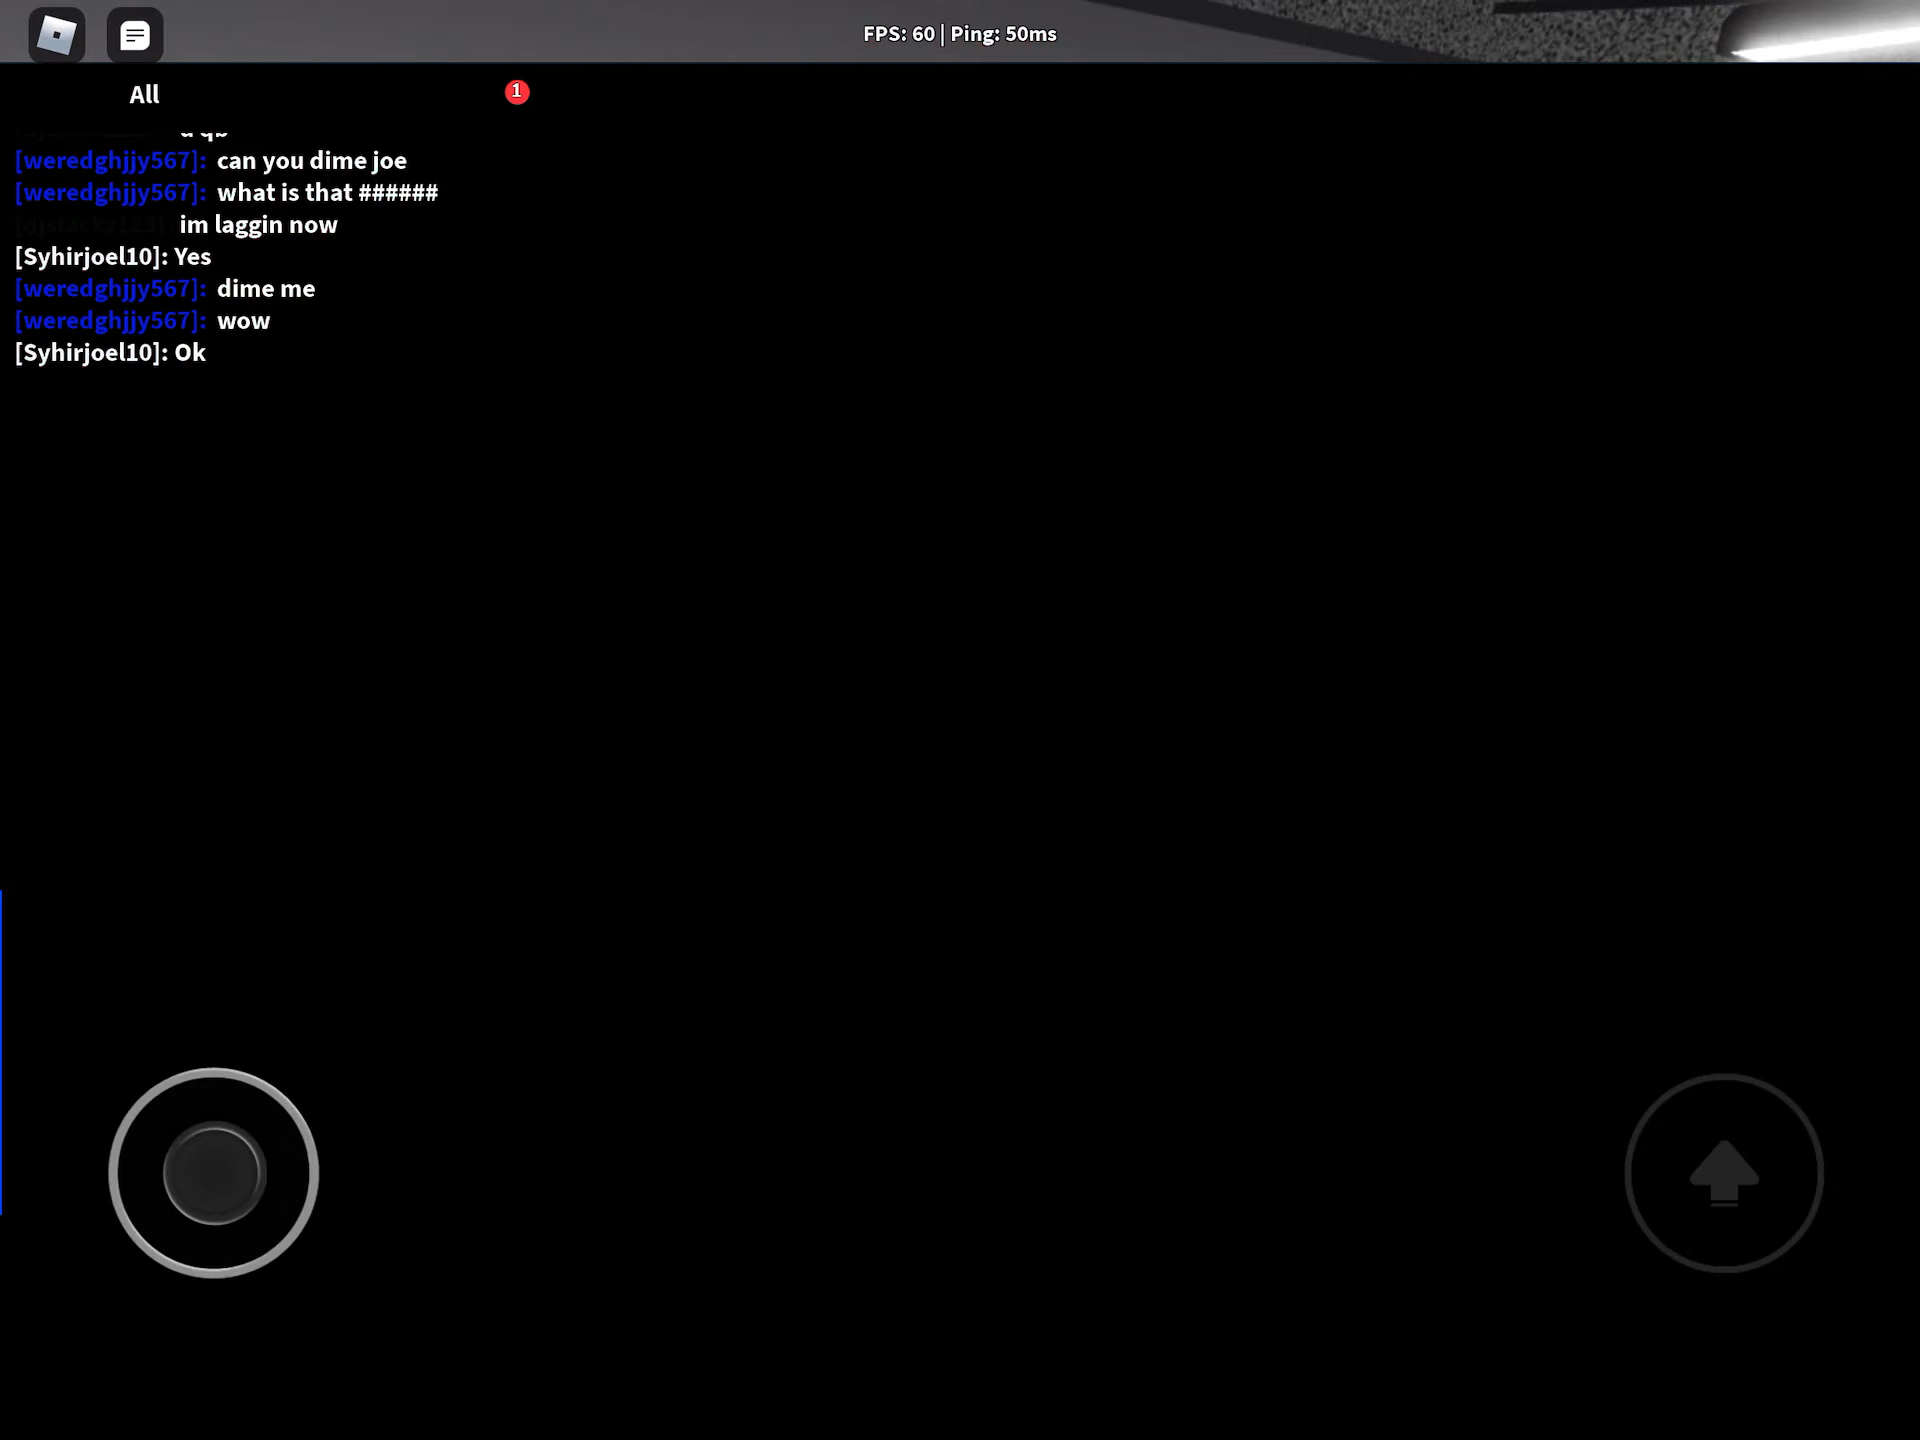 FPS: 60 | Ping: 50ms
All
1
qb
[weredghjjy567]: can you dime joe
[weredghjjy567]: what is that ######
im laggin now
[Syhirjoel10]: Yes
[weredghjjy567]: dime me
[weredghjjy567]: wow
[Syhirjoel10]: Ok